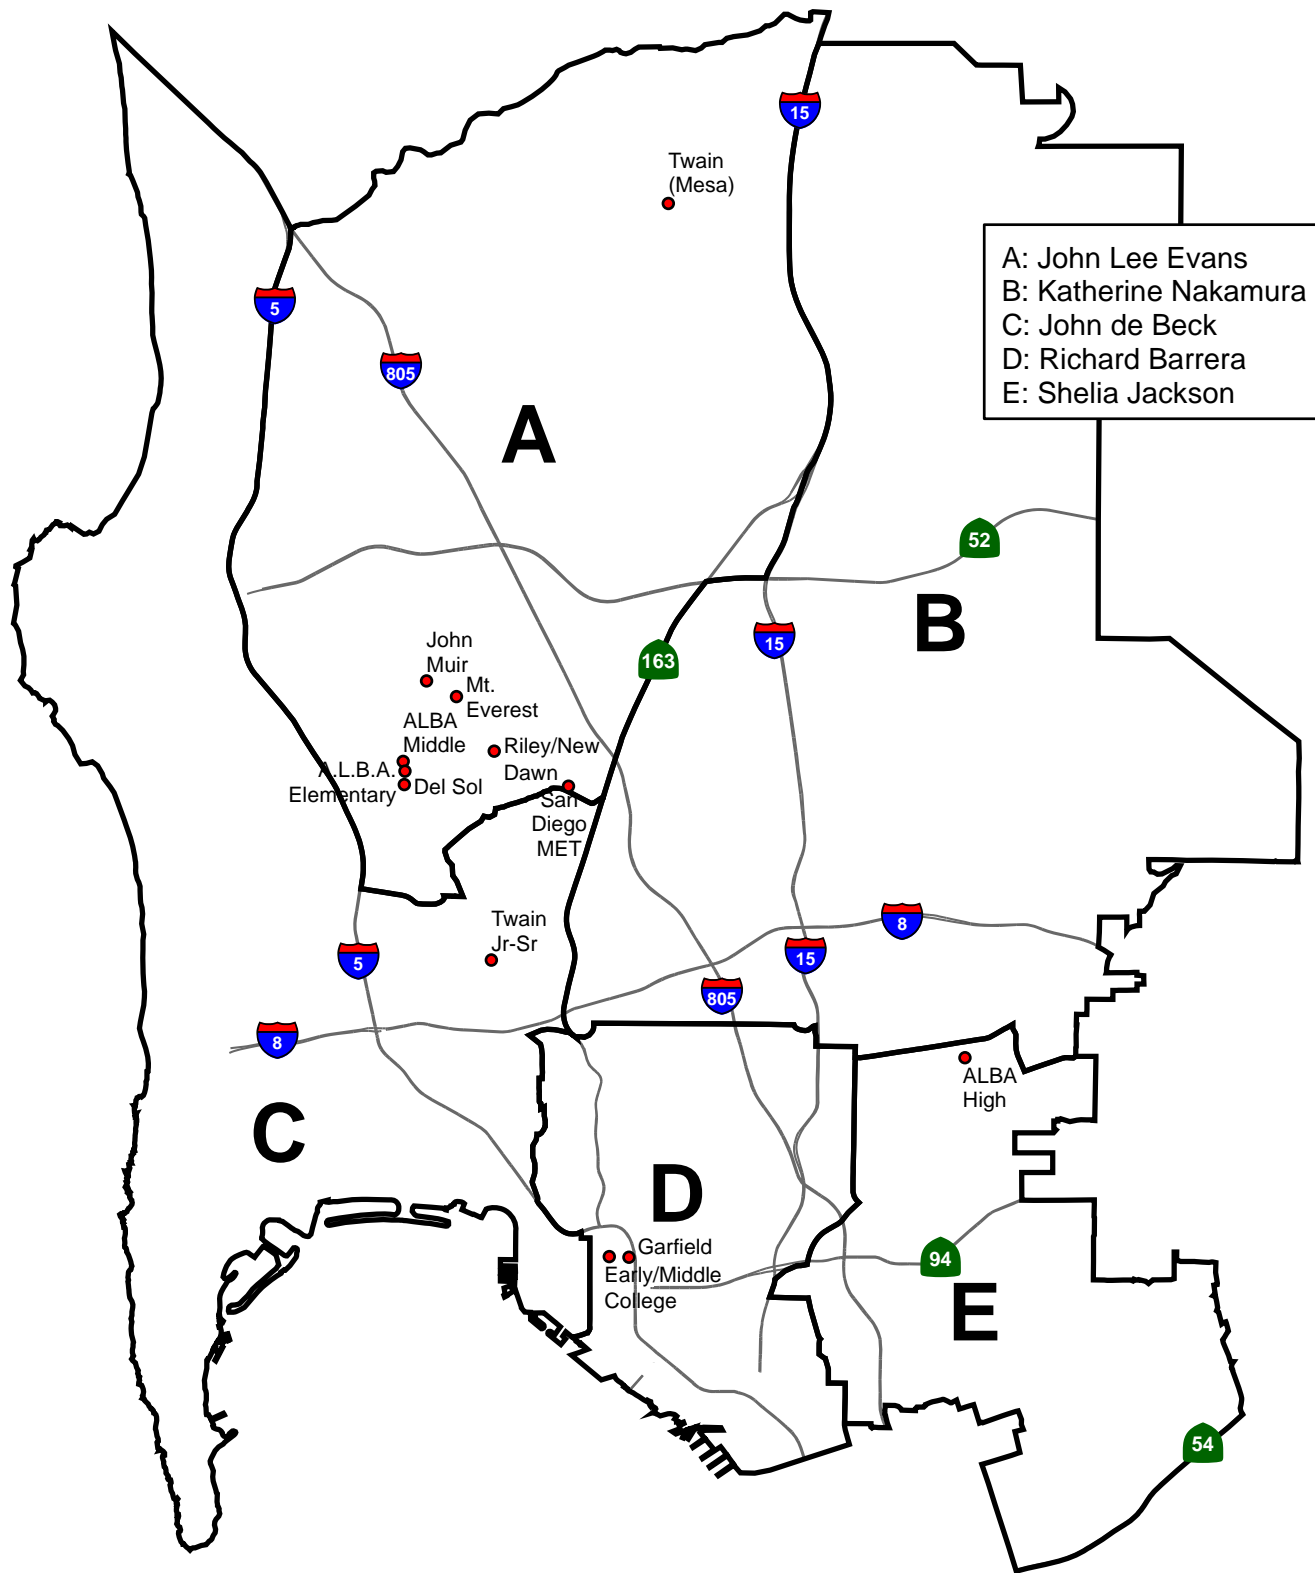 15
Twain
(Mesa)
A: John Lee Evans
B: Katherine Nakamura
C: John de Beck
D: Richard Barrera
E: Shelia Jackson
5
805
A
52
B
John
Muir
15
163
Mt.
Everest
ALBA
Middle
Riley/New
Dawn
A.L.B.A.
Elementary
Del Sol
San
Diego
MET
Twain
Jr-Sr
8
5
15
805
8
ALBA
High
C
D
Garfield
Early/Middle
College
94
E
54